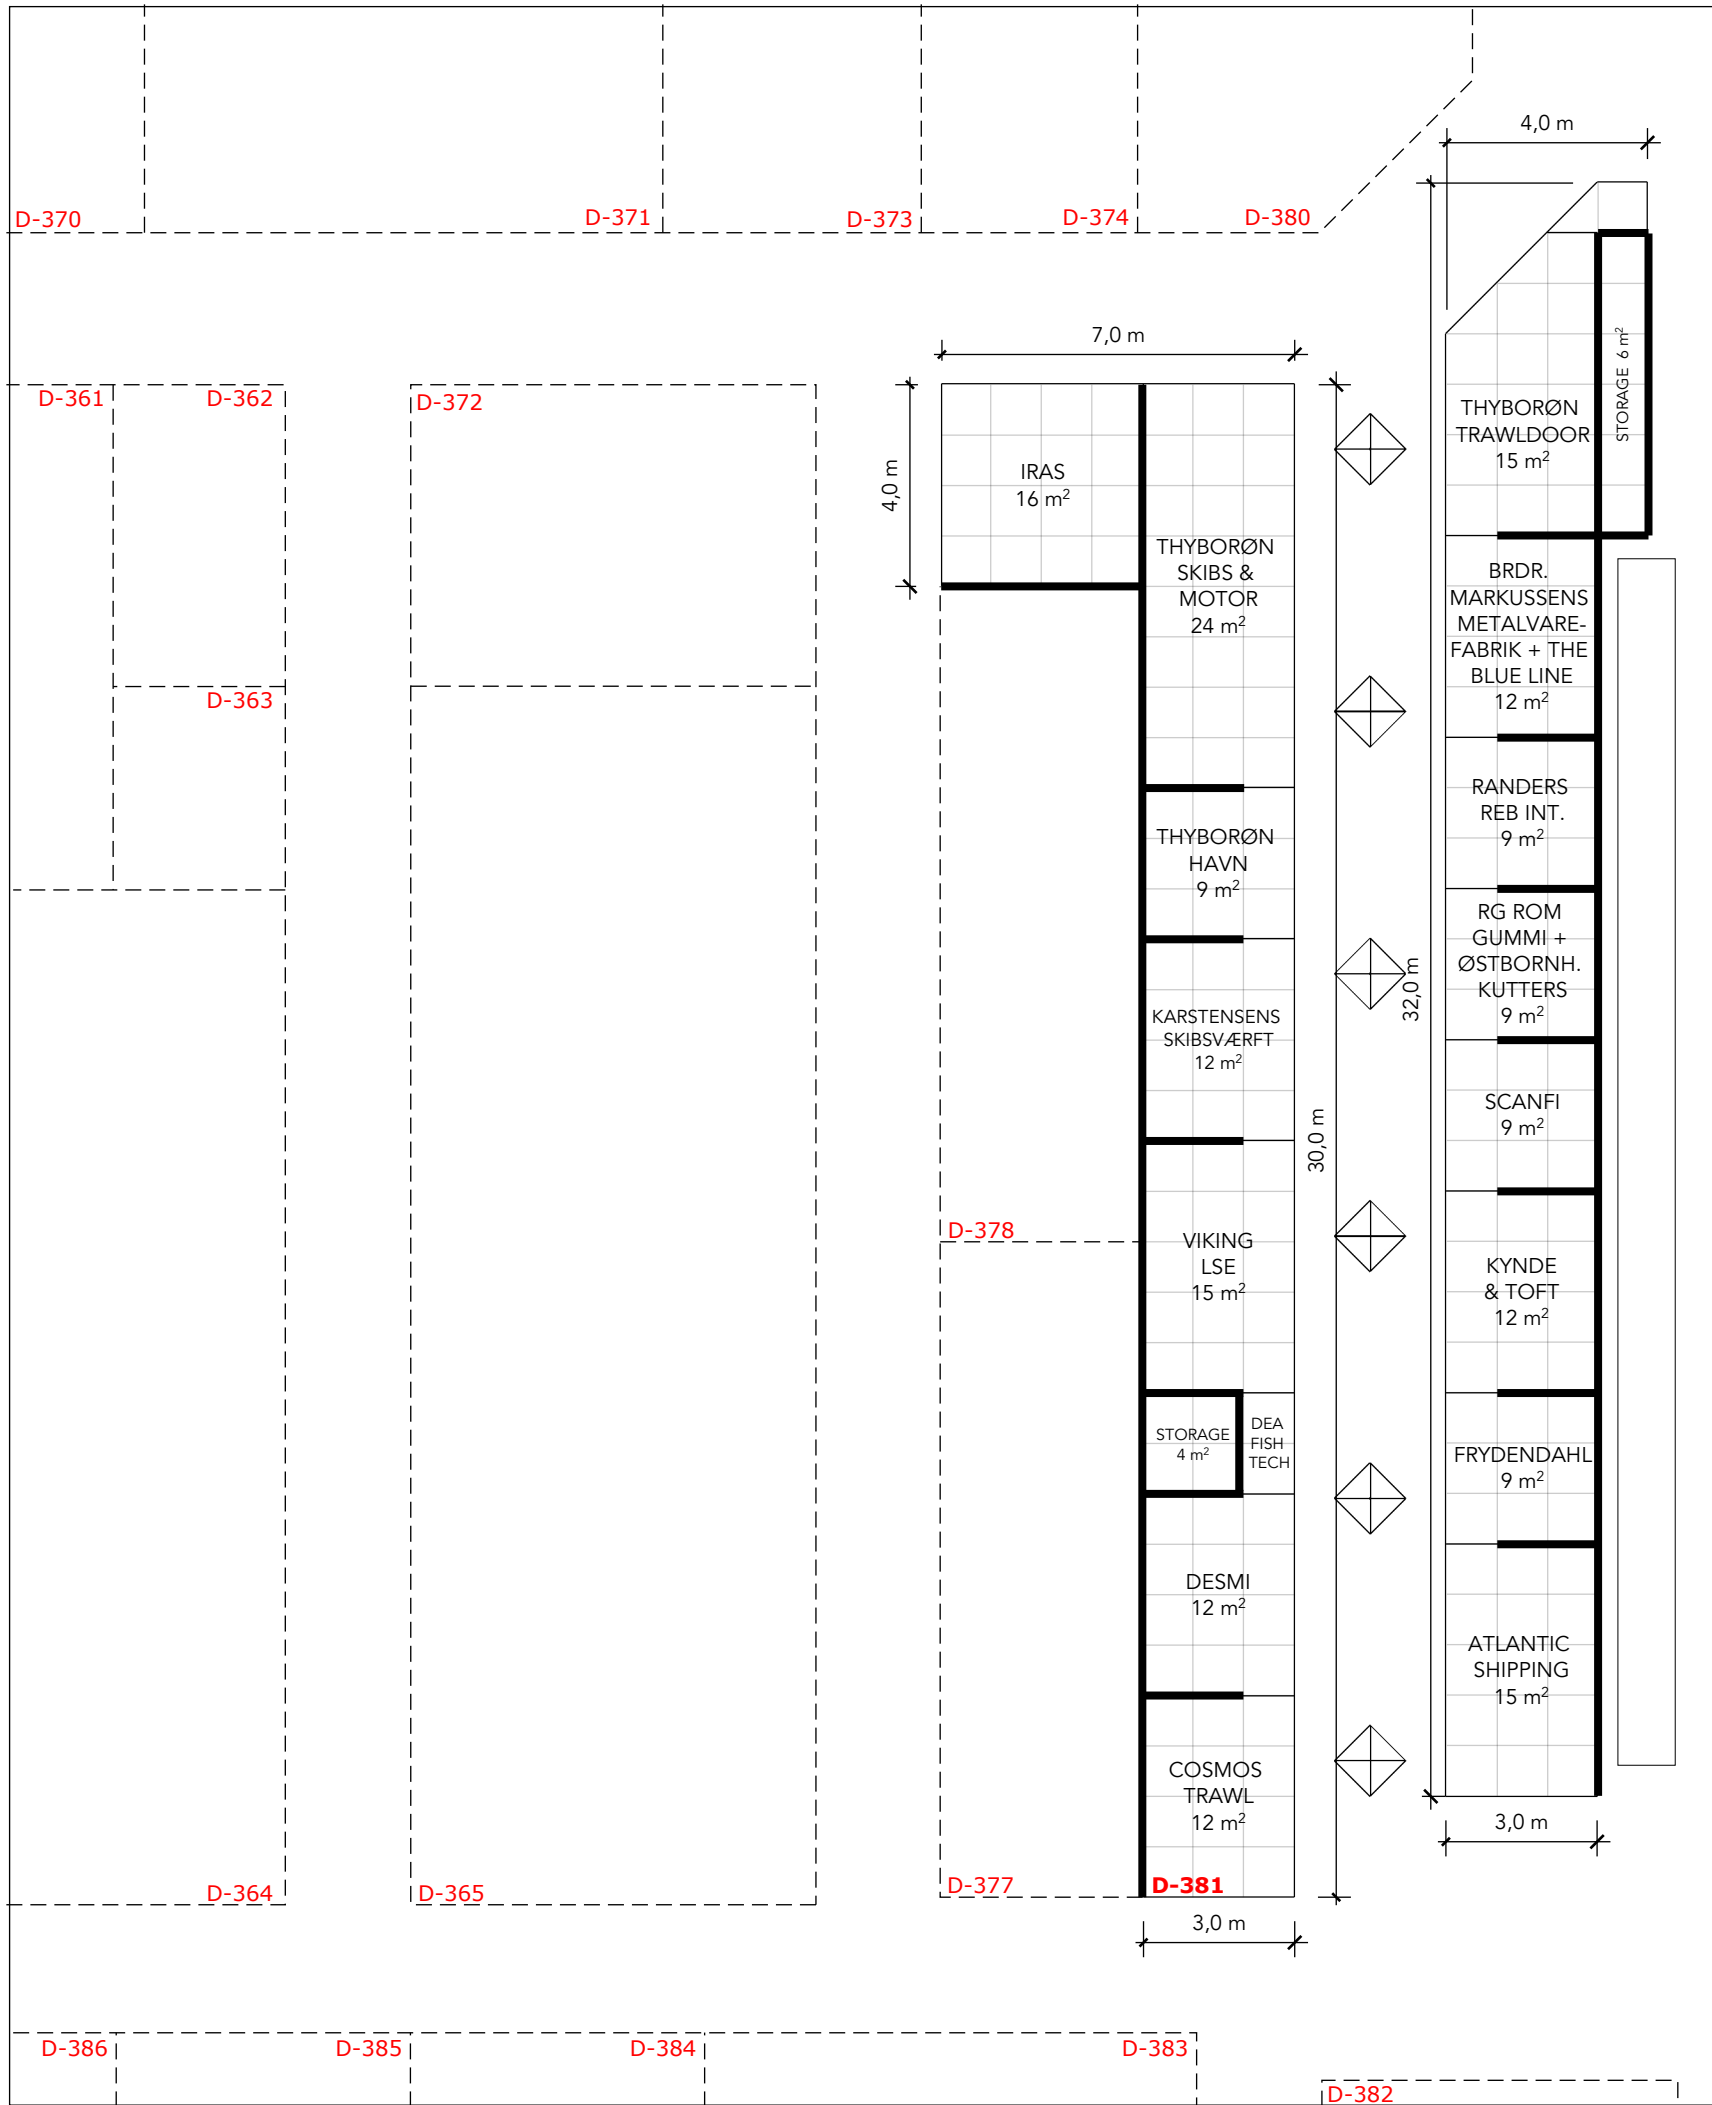 4,0 m
D-370
D-371
D-373
D-374
D-380
7,0 m
D-361
D-362
D-372
4,0 m
IRAS
16 m²
THYBORØN
SKIBS &
MOTOR
24 m²
THYBORØN
TRAWLDOOR
15 m²
STORAGE 6 m²
BRDR.
MARKUSSENS
METALVARE-
FABRIK + THE
BLUE LINE
12 m²
D-363
RANDERS
REB INT.
9 m²
THYBORØN
HAVN
9 m²
RG ROM
GUMMI +
ØSTBORNH.
KUTTERS
9 m²
32,0 m
KARSTENSENS
SKIBSVÆRFT
12 m²
SCANFI
9 m²
30,0 m
D-378
VIKING
LSE
15 m²
KYNDE
& TOFT
12 m²
STORAGE
4 m²
DEA
FISH
TECH
FRYDENDAHL
9 m²
DESMI
12 m²
ATLANTIC
SHIPPING
15 m²
COSMOS
TRAWL
12 m²
3,0 m
D-364
D-365
D-377
D-381
3,0 m
D-386
D-385
D-384
D-383
D-382